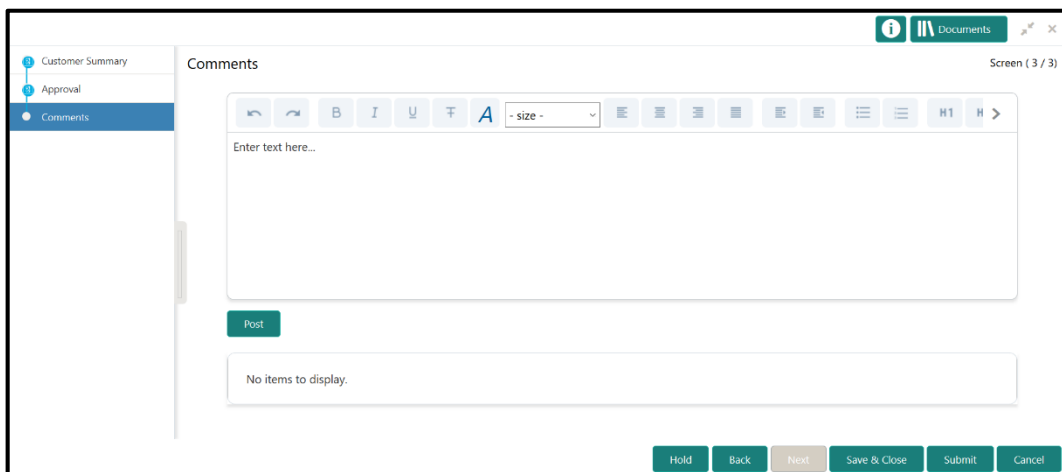 i Documents
Customer Summary
Approval
Comments
Comments
Screen ( 3 / 3)
B I U T A - size - H1 H
Enter text here...
Post
No items to display.
Hold Back Next Save & Close Submit Cancel